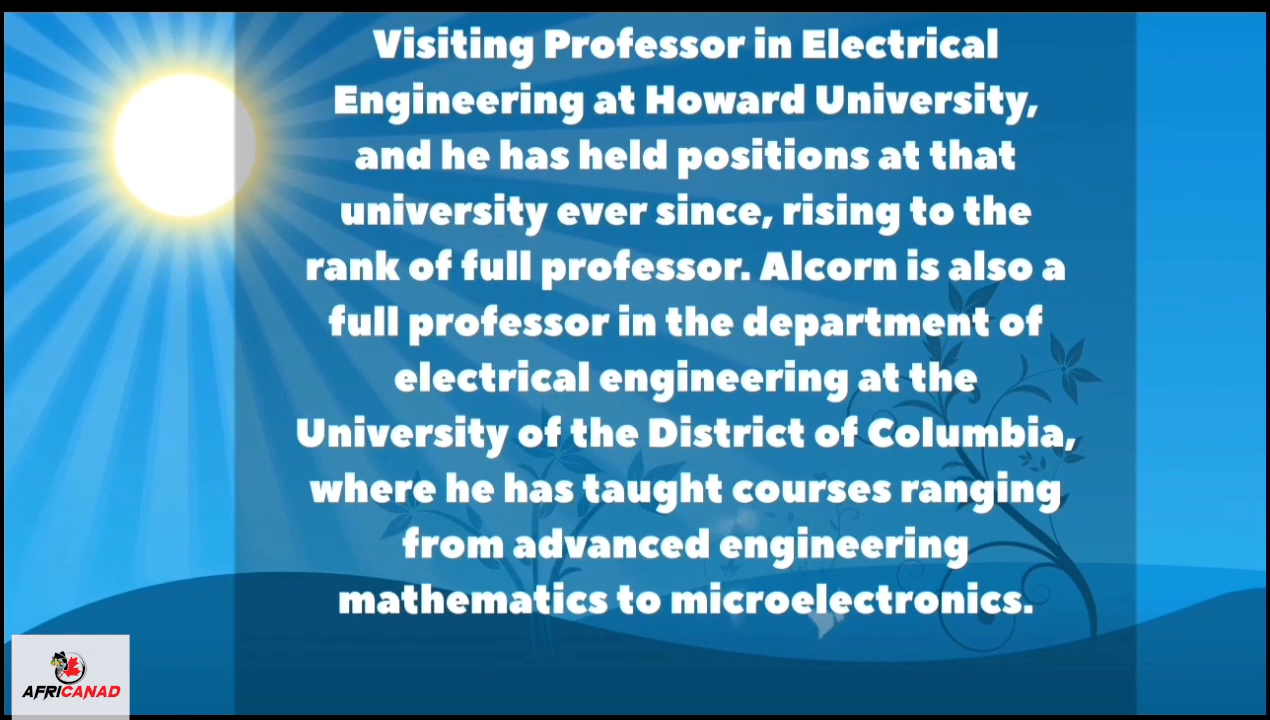 Visiting Professor in Electrical
Engineering at Howard University,
and he has held positions at that
university ever since, rising to the
rank of full professor. Alcorn is also a
full professor in the department of
electrical engineering at the
University of the District of Columbia,
where he has taught courses ranging
from advanced engineering
mathematics to microelectronics.
AFRICANAD